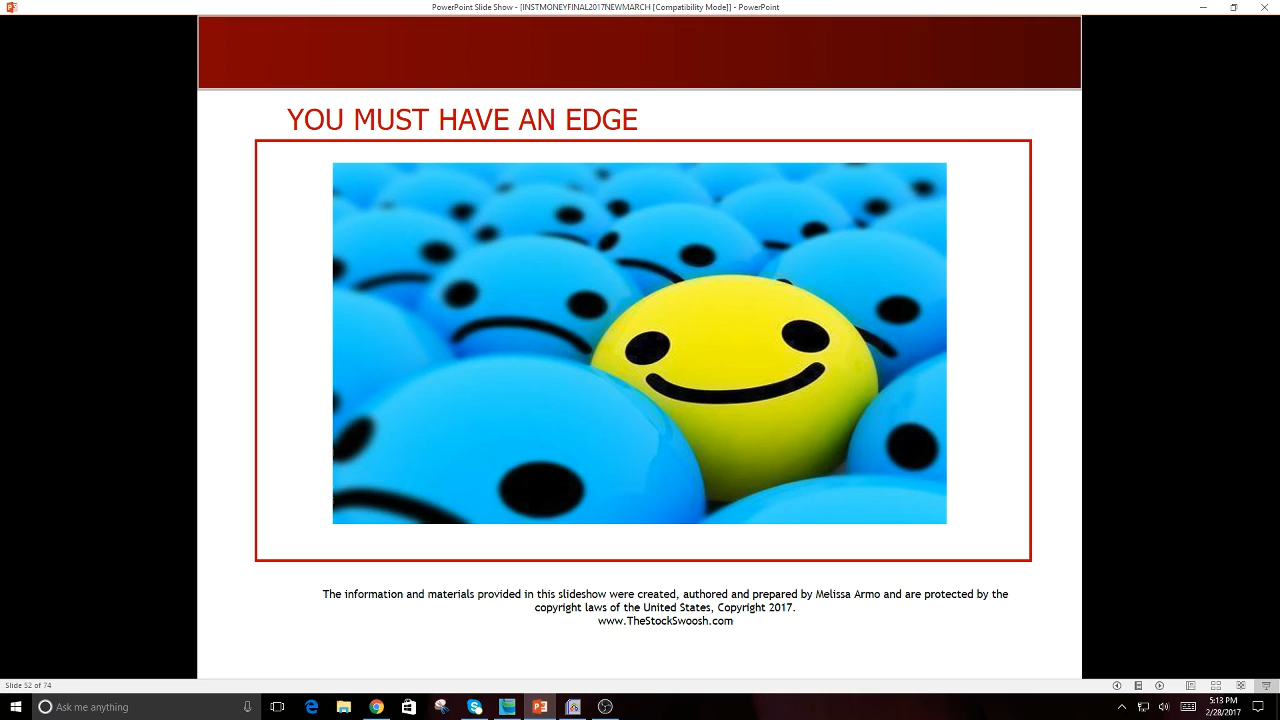 PowerPoint Slide Show - [INSTMONEYFINAL2017NEWMARCH [Compatibility Mode]] - PowerPoint
YOU MUST HAVE AN EDGE
The information and materials provided in this slideshow were created, authored and prepared by Melissa Armo and are protected by the
copyright laws of the United States, Copyright 2017.
www.TheStockSwoosh.com
Slide 52 of 74
Ask me anything
5:13 PM
2/28/2017